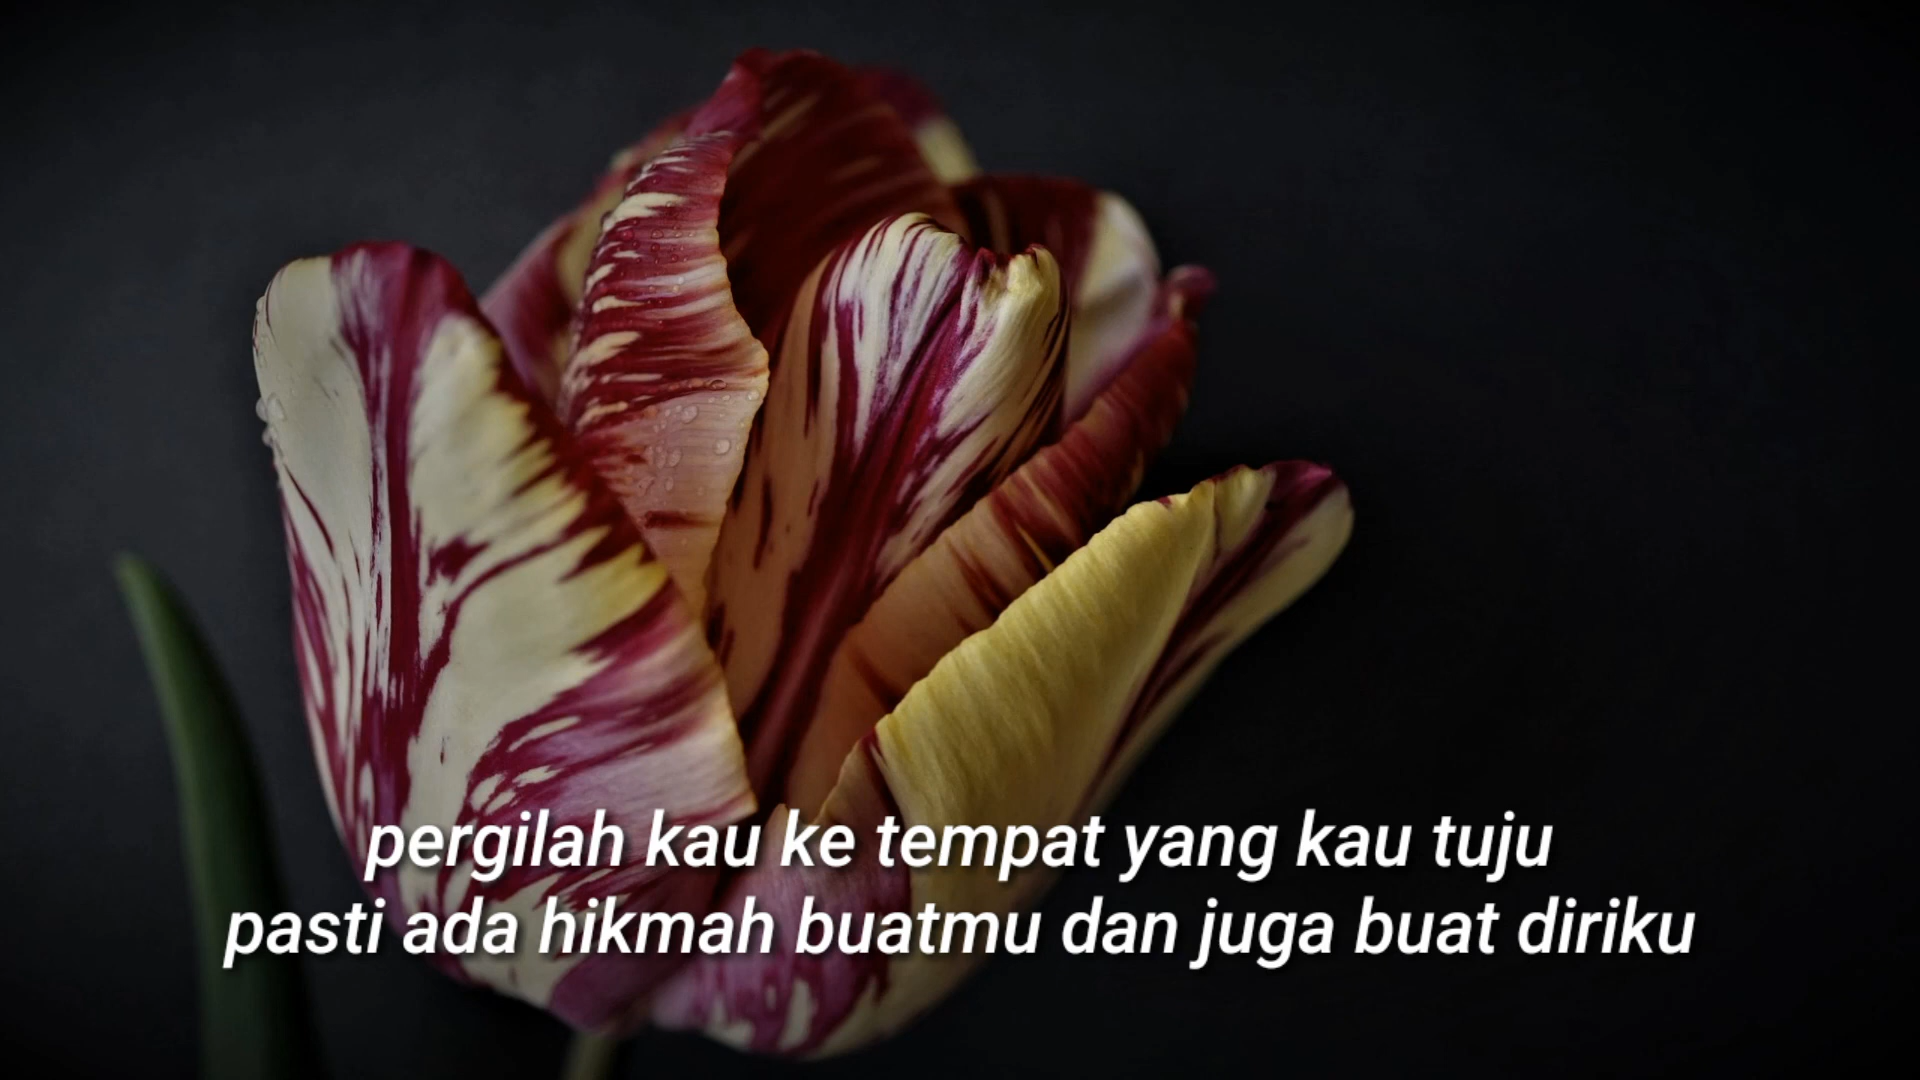 pergilah kau ke tempat yang kau tuju
pasti ada hikmah buatmu dan juga buat diriku